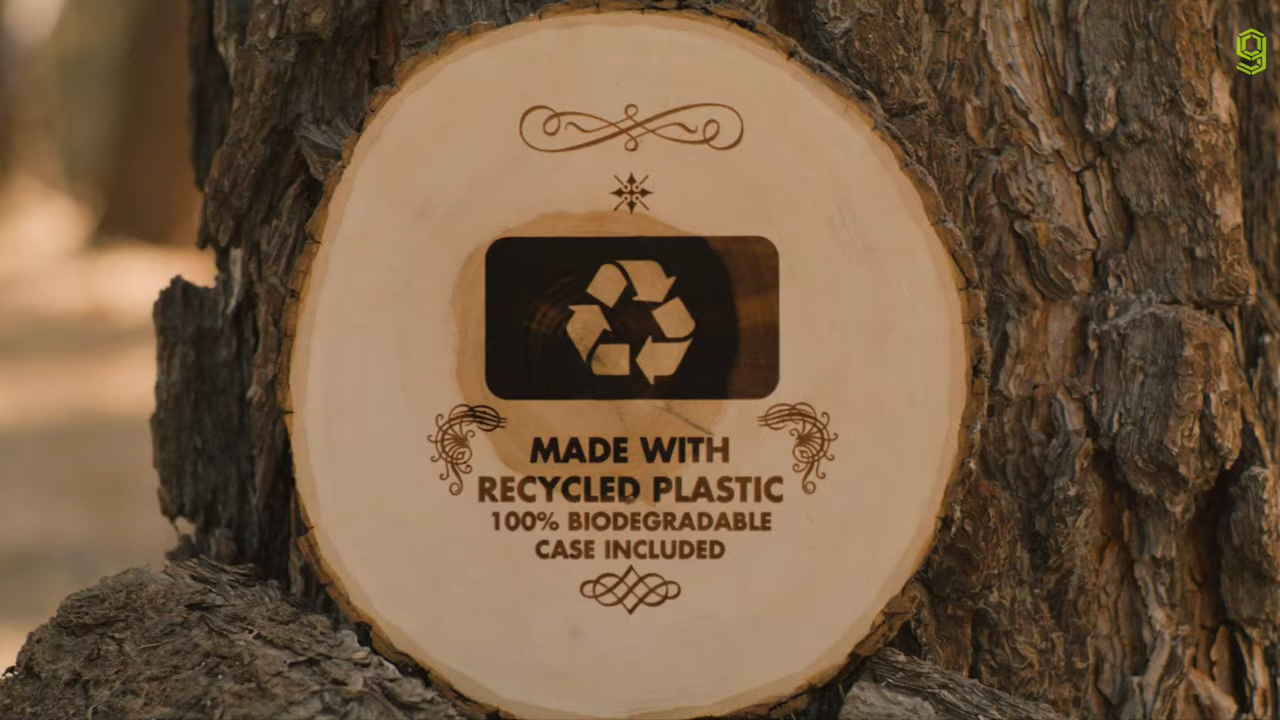 MADE WITH
RECYCLED PLASTIC
100% BIODEGRADABLE
CASE INCLUDED